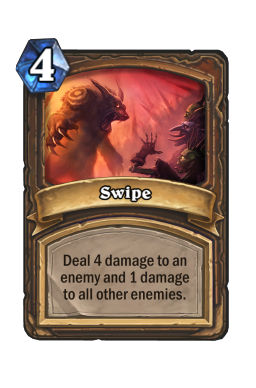 4
Swipe
Deal 4 damage to an
enemy and 1 damage
to all other enemies.